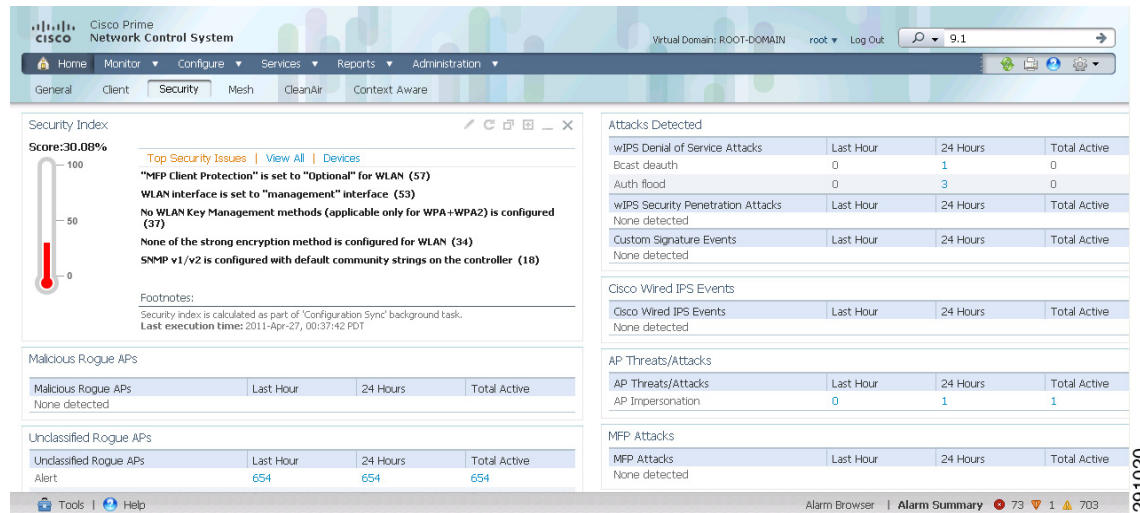 cisco
Cisco Prime
Network Control System
Virtual Domain: ROOT-DOMAIN root Log Out 9.1
Home Monitor Configure Services Reports Administration
General Client Security Mesh CleanAir Context Aware
Security Index
Score:30.08%
100
50
0
Top Security Issues | View All | Devices
"MFP Client Protection" is set to "Optional" for WLAN (57)
WLAN interface is set to "management" interface (53)
No WLAN Key Management methods (applicable only for WPA+WPA2) is configured
(37)
None of the strong encryption method is configured for WLAN (34)
SNMP v1/v2 is configured with default community strings on the controller (18)
Footnotes:
Security index is calculated as part of 'Configuration Sync' background task.
Last execution time: 2011-Apr-27, 00:37:42 PDT
Malicious Rogue APs
Malicious Rogue APs Last Hour 24 Hours Total Active
None detected
Unclassified Rogue APs
Unclassified Rogue APs Last Hour 24 Hours Total Active
Alert 654 654 654
Attacks Detected
wIPS Denial of Service Attacks Last Hour 24 Hours Total Active
Bcast deauth 0 1 0
Auth flood 0 3 0
wIPS Security Penetration Attacks Last Hour 24 Hours Total Active
None detected
Custom Signature Events Last Hour 24 Hours Total Active
None detected
Cisco Wired IPS Events
Cisco Wired IPS Events Last Hour 24 Hours Total Active
None detected
AP Threats/Attacks
AP Threats/Attacks Last Hour 24 Hours Total Active
AP Impersonation 0 1 1
MFP Attacks
MFP Attacks Last Hour 24 Hours Total Active
None detected
Tools | Help
Alarm Browser | Alarm Summary 73 1 703